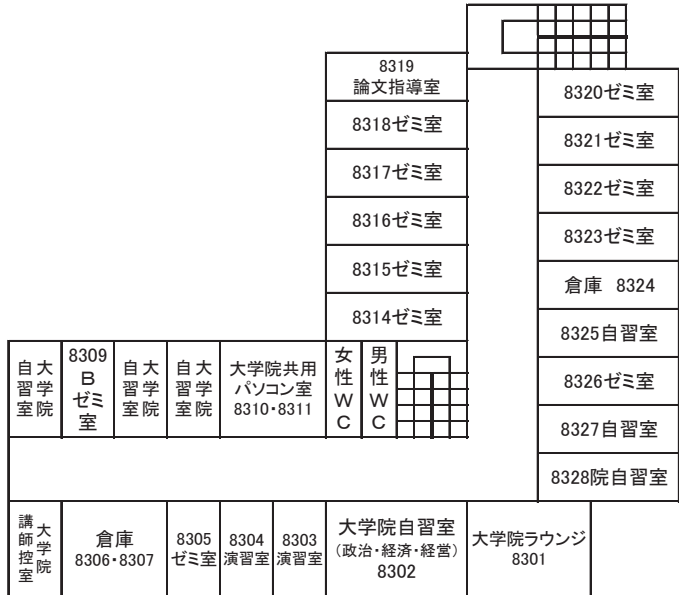 8319
論文指導室
8318ゼミ室
8317ゼミ室
8316ゼミ室
8315ゼミ室
8314ゼミ室
8320ゼミ室
8321ゼミ室
8322ゼミ室
8323ゼミ室
倉庫 8324
8325自習室
8326ゼミ室
8327自習室
8328院自習室
大学院
自習室
8309
B
ゼミ
室
大学院
自習室
大学院
自習室
大学院共用
パソコン室
8310・8311
女性WC
男性WC
大学院
講師控室
倉庫
8306・8307
8305
ゼミ室
8304
演習室
8303
演習室
大学院自習室
(政治・経済・経営)
8302
大学院ラウンジ
8301